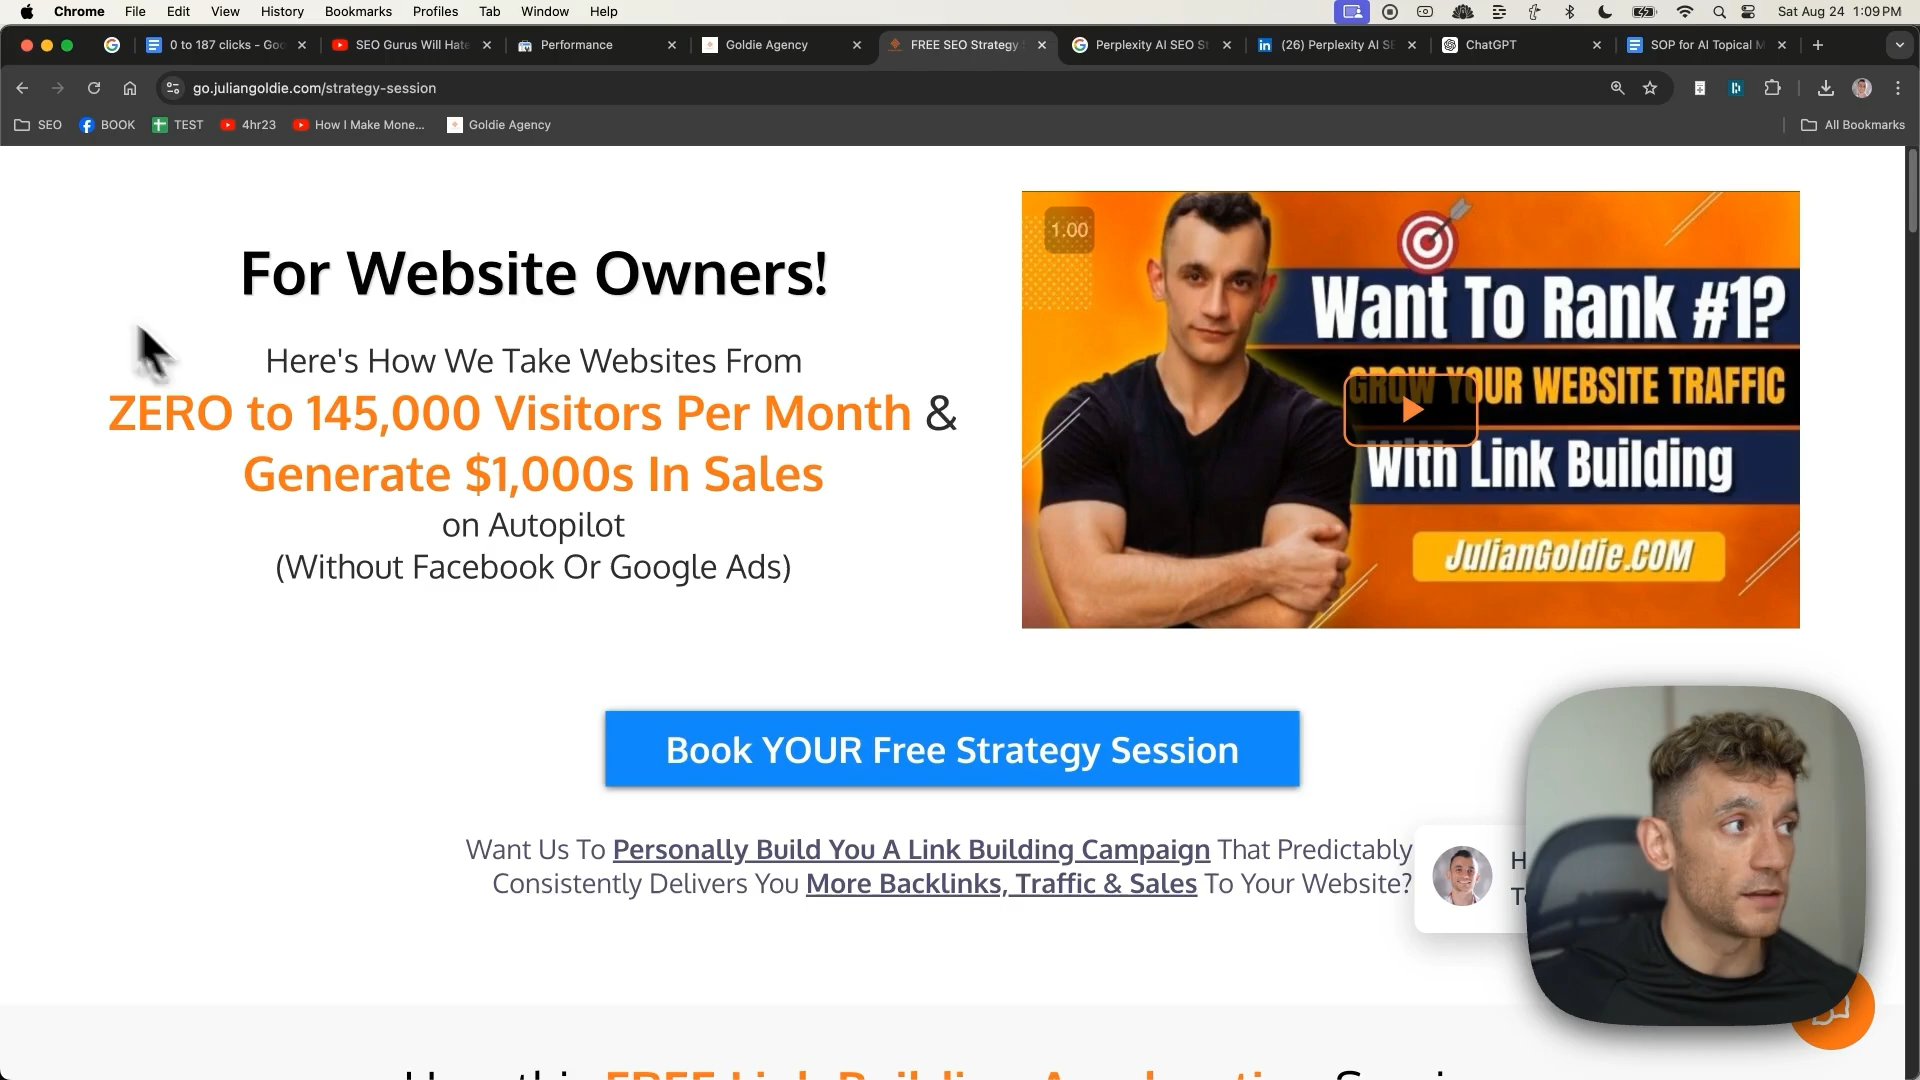 Chrome File Edit View History Bookmarks Profiles Tab Window Help Sat Aug 24 1:09 PM
0 to 187 clicks - Goo SEO Gurus Will Hate Performance Goldie Agency FREE SEO Strategy Perplexity AI SEO (26) Perplexity AI SE ChatGPT SOP for AI Topical
go.juliangoldie.com/strategy-session
SEO BOOK TEST 4hr23 How I Make Mone... Goldie Agency All Bookmarks
For Website Owners!
Here's How We Take Websites From
ZERO to 145,000 Visitors Per Month &
Generate $1,000s In Sales
on Autopilot
(Without Facebook Or Google Ads)
1.00
Want To Rank #1?
GROW YOUR WEBSITE TRAFFIC
With Link Building
JulianGoldie.COM
Book YOUR Free Strategy Session
Want Us To Personally Build You A Link Building Campaign That Predictably
Consistently Delivers You More Backlinks, Traffic & Sales To Your Website?